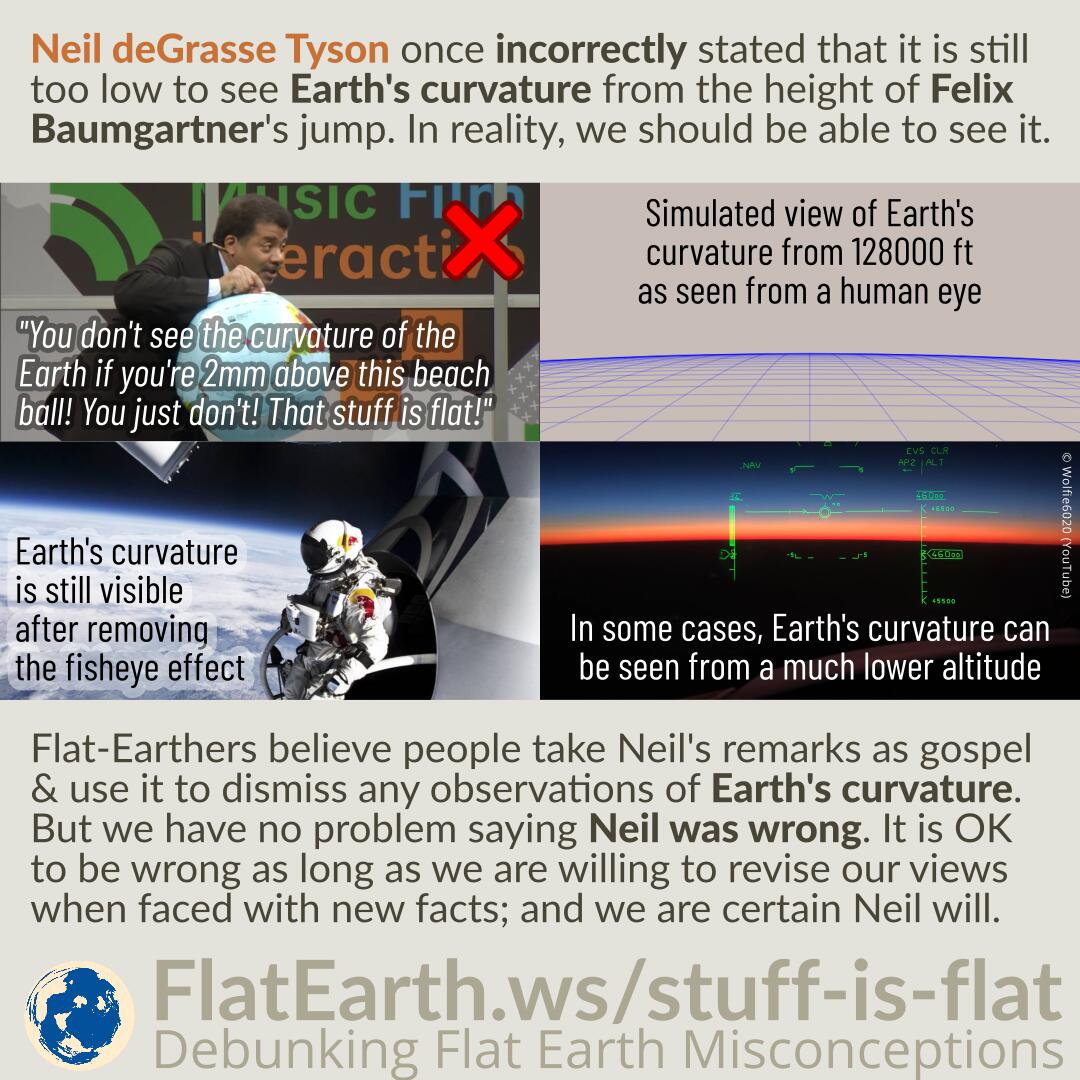 Neil deGrasse Tyson once incorrectly stated that it is still
too low to see Earth's curvature from the height of Felix
Baumgartner's jump. In reality, we should be able to see it.
Music Film
Interactive
"You don't see the curvature of the
Earth if you're 2mm above this beach
ball! You just don't! That stuff is flat!"
Simulated view of Earth's
curvature from 128000 ft
as seen from a human eye
Earth's curvature
is still visible
after removing
the fisheye effect
EVS CLR
NAV
AP2 ALT
46000
46500
46000
45500
© Wolfie6020 (YouTube)
In some cases, Earth's curvature can
be seen from a much lower altitude
Flat-Earthers believe people take Neil's remarks as gospel
& use it to dismiss any observations of Earth's curvature.
But we have no problem saying Neil was wrong. It is OK
to be wrong as long as we are willing to revise our views
when faced with new facts; and we are certain Neil will.
FlatEarth.ws/stuff-is-flat
Debunking Flat Earth Misconceptions